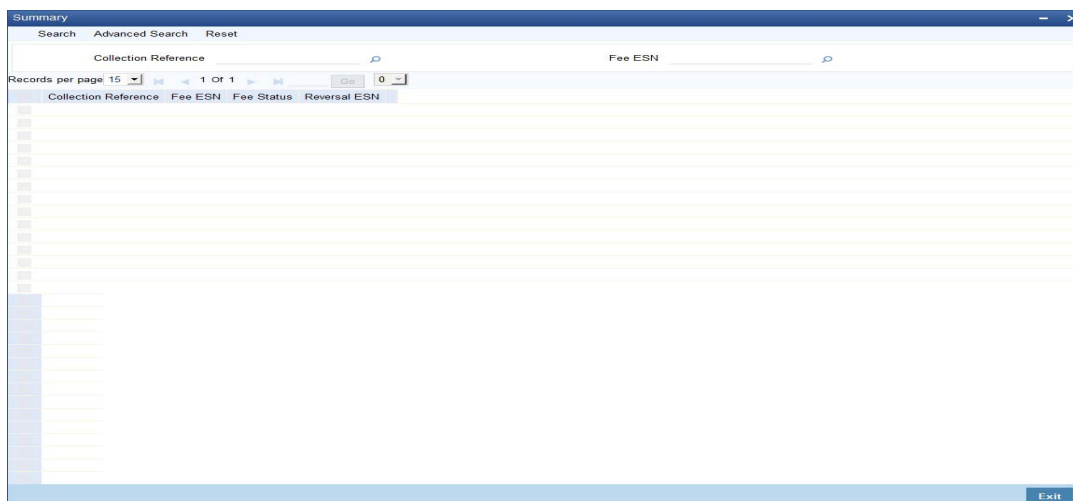 Summary
Search Advanced Search Reset
Collection Reference Fee ESN
Records per page 15 1 Of 1 Go 0
Collection Reference Fee ESN Fee Status Reversal ESN
Exit